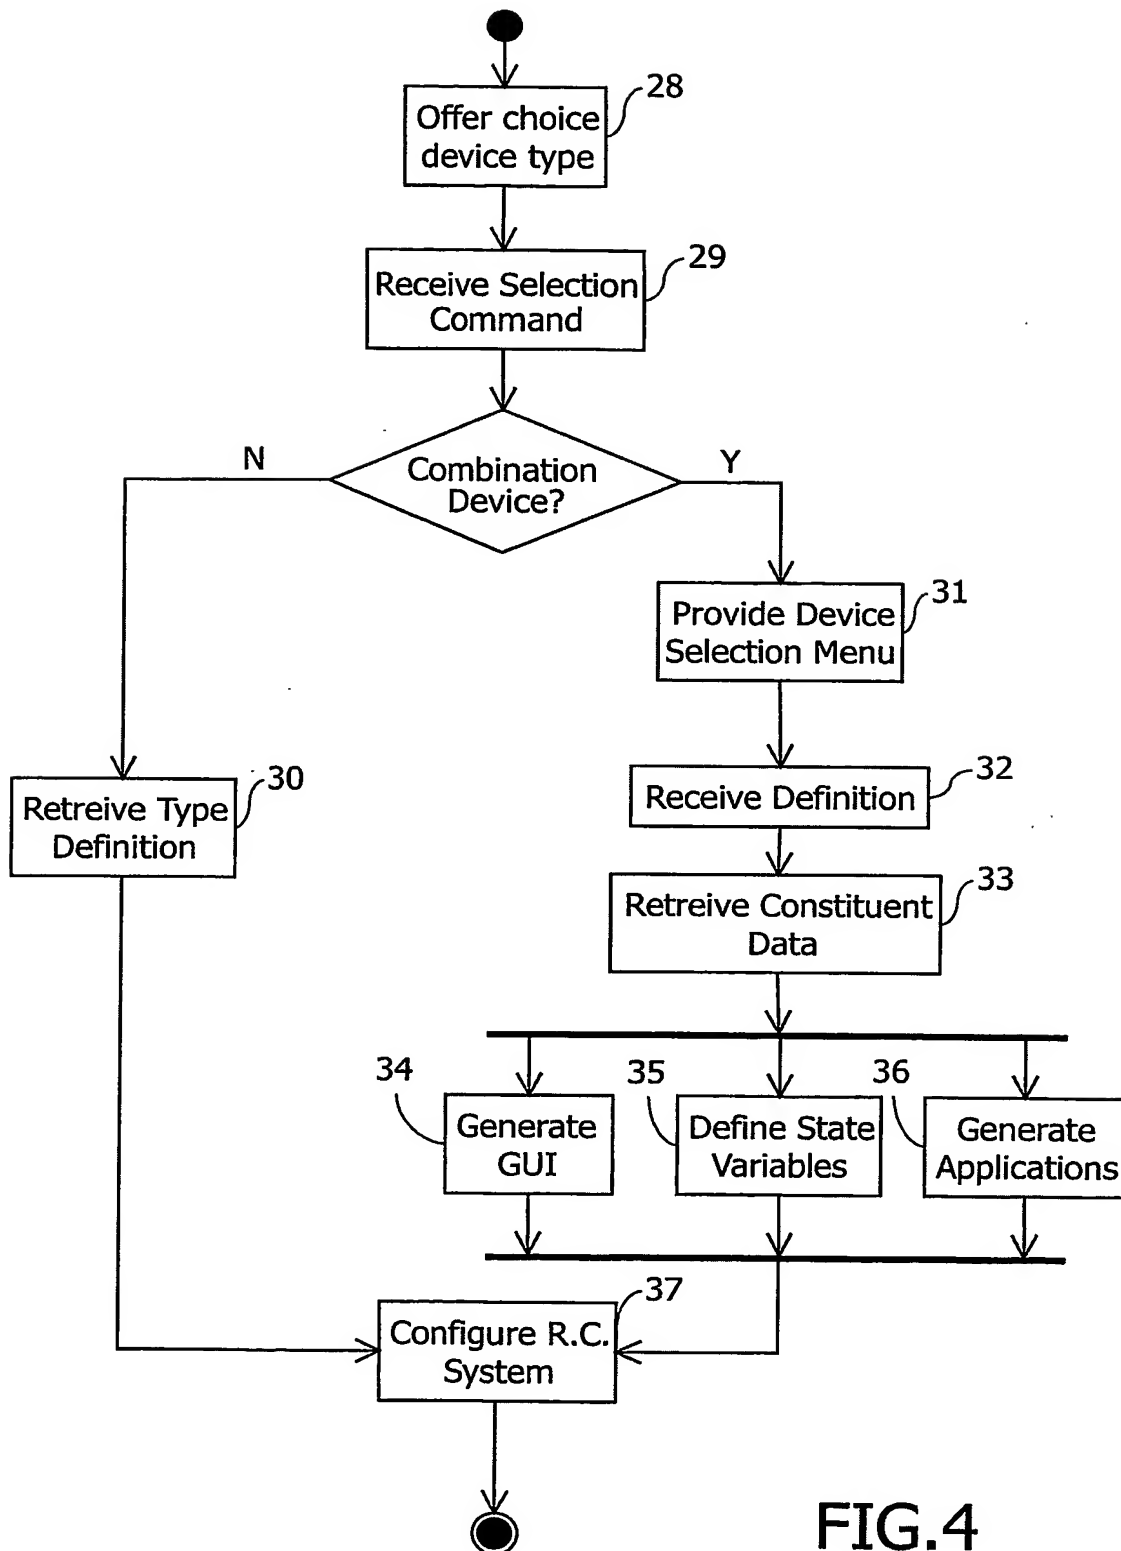 28
Offer choice
device type
29
Receive Selection
Command
N
Combination
Device?
Y
31
Provide Device
Selection Menu
30
Retreive Type
Definition
32
Receive Definition
33
Retreive Constituent
Data
34
Generate
GUI
35
Define State
Variables
36
Generate
Applications
37
Configure R.C.
System
FIG.4